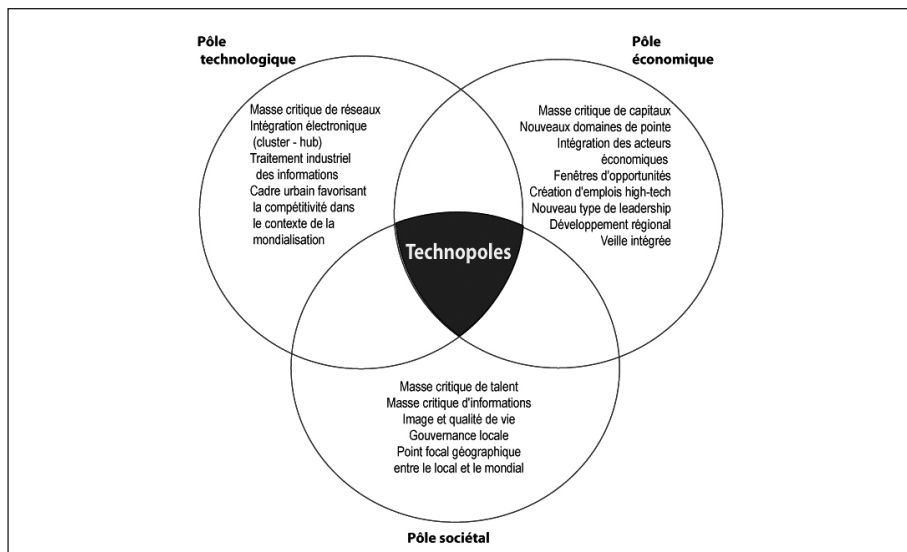 Pôle
technologique
Masse critique de réseaux
Intégration électronique
(cluster - hub)
Traitement industriel
des informations
Cadre urbain favorisant
la compétitivité dans
le contexte de la
mondialisation
Pôle
économique
Masse critique de capitaux
Nouveaux domaines de pointe
Intégration des acteurs
économiques
Fenêtres d'opportunités
Création d'emplois high-tech
Nouveau type de leadership
Développement régional
Veille intégrée
Technopoles
Masse critique de talent
Masse critique d'informations
Image et qualité de vie
Gouvernance locale
Point focal géographique
entre le local et le mondial
Pôle sociétal